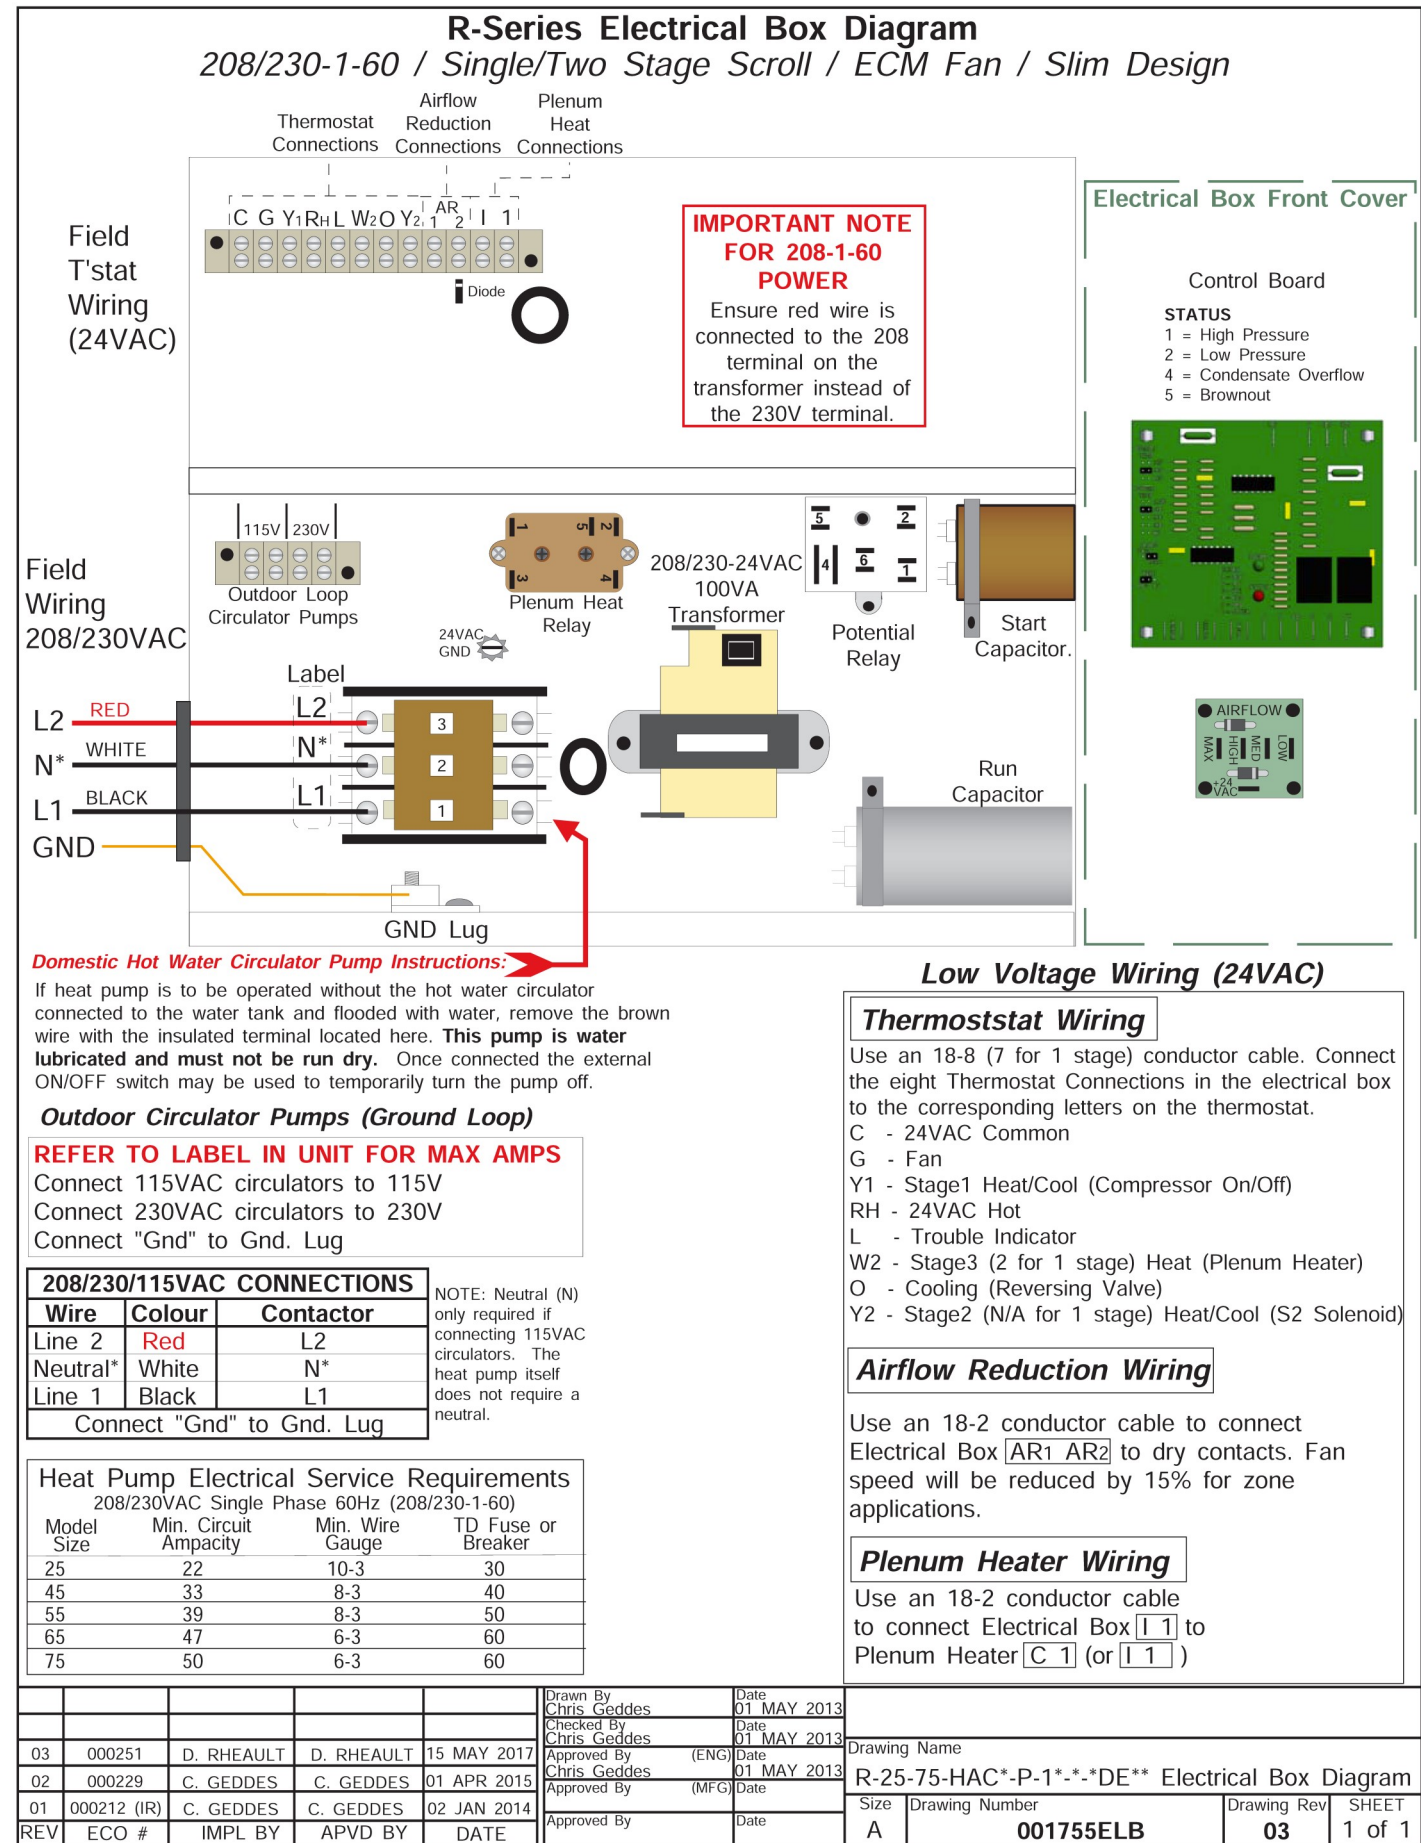 R-Series Electrical Box Diagram
208/230-1-60 / Single/Two Stage Scroll / ECM Fan / Slim Design
Thermostat
Connections
Airflow
Reduction
Connections
Plenum
Heat
Connections
C G Y1 RH L W2 O Y2 AR 1 2 I 1
Diode
Field
T'stat
Wiring
(24VAC)
IMPORTANT NOTE
FOR 208-1-60
POWER
Ensure red wire is
connected to the 208
terminal on the
transformer instead of
the 230V terminal.
Electrical Box Front Cover
Control Board
STATUS
1 = High Pressure
2 = Low Pressure
4 = Condensate Overflow
5 = Brownout
AIRFLOW
MAX HIGH MED LOW
+24
VAC
Field
Wiring
208/230VAC
115V 230V
Outdoor Loop
Circulator Pumps
1 5 2
3 4
Plenum Heat
Relay
24VAC
GND
208/230-24VAC
100VA
Transformer
5 2
4 6 1
Potential
Relay
Start
Capacitor.
Run
Capacitor
Label
L2 RED L2 3
N* WHITE N* 2
L1 BLACK L1 1
GND
GND Lug
Domestic Hot Water Circulator Pump Instructions:
If heat pump is to be operated without the hot water circulator
connected to the water tank and flooded with water, remove the brown
wire with the insulated terminal located here. This pump is water
lubricated and must not be run dry. Once connected the external
ON/OFF switch may be used to temporarily turn the pump off.
Outdoor Circulator Pumps (Ground Loop)
REFER TO LABEL IN UNIT FOR MAX AMPS
Connect 115VAC circulators to 115V
Connect 230VAC circulators to 230V
Connect "Gnd" to Gnd. Lug
208/230/115VAC CONNECTIONS
Wire Colour Contactor
Line 2 Red L2
Neutral* White N*
Line 1 Black L1
Connect "Gnd" to Gnd. Lug
NOTE: Neutral (N)
only required if
connecting 115VAC
circulators. The
heat pump itself
does not require a
neutral.
Heat Pump Electrical Service Requirements
208/230VAC Single Phase 60Hz (208/230-1-60)
Model Size Min. Circuit Ampacity Min. Wire Gauge TD Fuse or Breaker
25 22 10-3 30
45 33 8-3 40
55 39 8-3 50
65 47 6-3 60
75 50 6-3 60
Low Voltage Wiring (24VAC)
Thermoststat Wiring
Use an 18-8 (7 for 1 stage) conductor cable. Connect
the eight Thermostat Connections in the electrical box
to the corresponding letters on the thermostat.
C - 24VAC Common
G - Fan
Y1 - Stage1 Heat/Cool (Compressor On/Off)
RH - 24VAC Hot
L - Trouble Indicator
W2 - Stage3 (2 for 1 stage) Heat (Plenum Heater)
O - Cooling (Reversing Valve)
Y2 - Stage2 (N/A for 1 stage) Heat/Cool (S2 Solenoid)
Airflow Reduction Wiring
Use an 18-2 conductor cable to connect
Electrical Box AR1 AR2 to dry contacts. Fan
speed will be reduced by 15% for zone
applications.
Plenum Heater Wiring
Use an 18-2 conductor cable
to connect Electrical Box I 1 to
Plenum Heater C 1 (or I 1 )
03 000251 D. RHEAULT D. RHEAULT 15 MAY 2017
02 000229 C. GEDDES C. GEDDES 01 APR 2015
01 000212 (IR) C. GEDDES C. GEDDES 02 JAN 2014
REV ECO # IMPL BY APVD BY DATE
Drawn By Date
Chris Geddes 01 MAY 2013
Checked By Date
Chris Geddes 01 MAY 2013
Approved By (ENG) Date
Chris Geddes 01 MAY 2013
Approved By (MFG) Date
Approved By Date
Drawing Name
R-25-75-HAC*-P-1*-*-*DE** Electrical Box Diagram
Size Drawing Number Drawing Rev SHEET
A 001755ELB 03 1 of 1